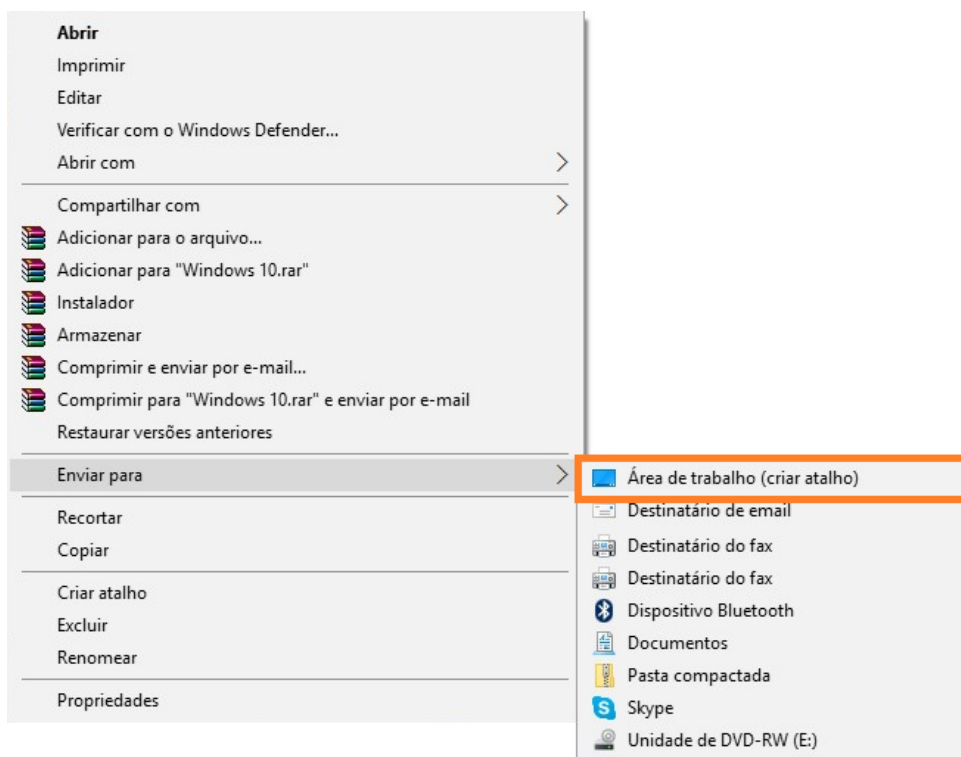 Abrir
Imprimir
Editar
Verificar com o Windows Defender...
Abrir com
Compartilhar com
Adicionar para o arquivo...
Adicionar para "Windows 10.rar"
Instalador
Armazenar
Comprimir e enviar por e-mail...
Comprimir para "Windows 10.rar" e enviar por e-mail
Restaurar versões anteriores
Enviar para
Recortar
Copiar
Criar atalho
Excluir
Renomear
Propriedades
Área de trabalho (criar atalho)
Destinatário de email
Destinatário do fax
Destinatário do fax
Dispositivo Bluetooth
Documentos
Pasta compactada
Skype
Unidade de DVD-RW (E:)